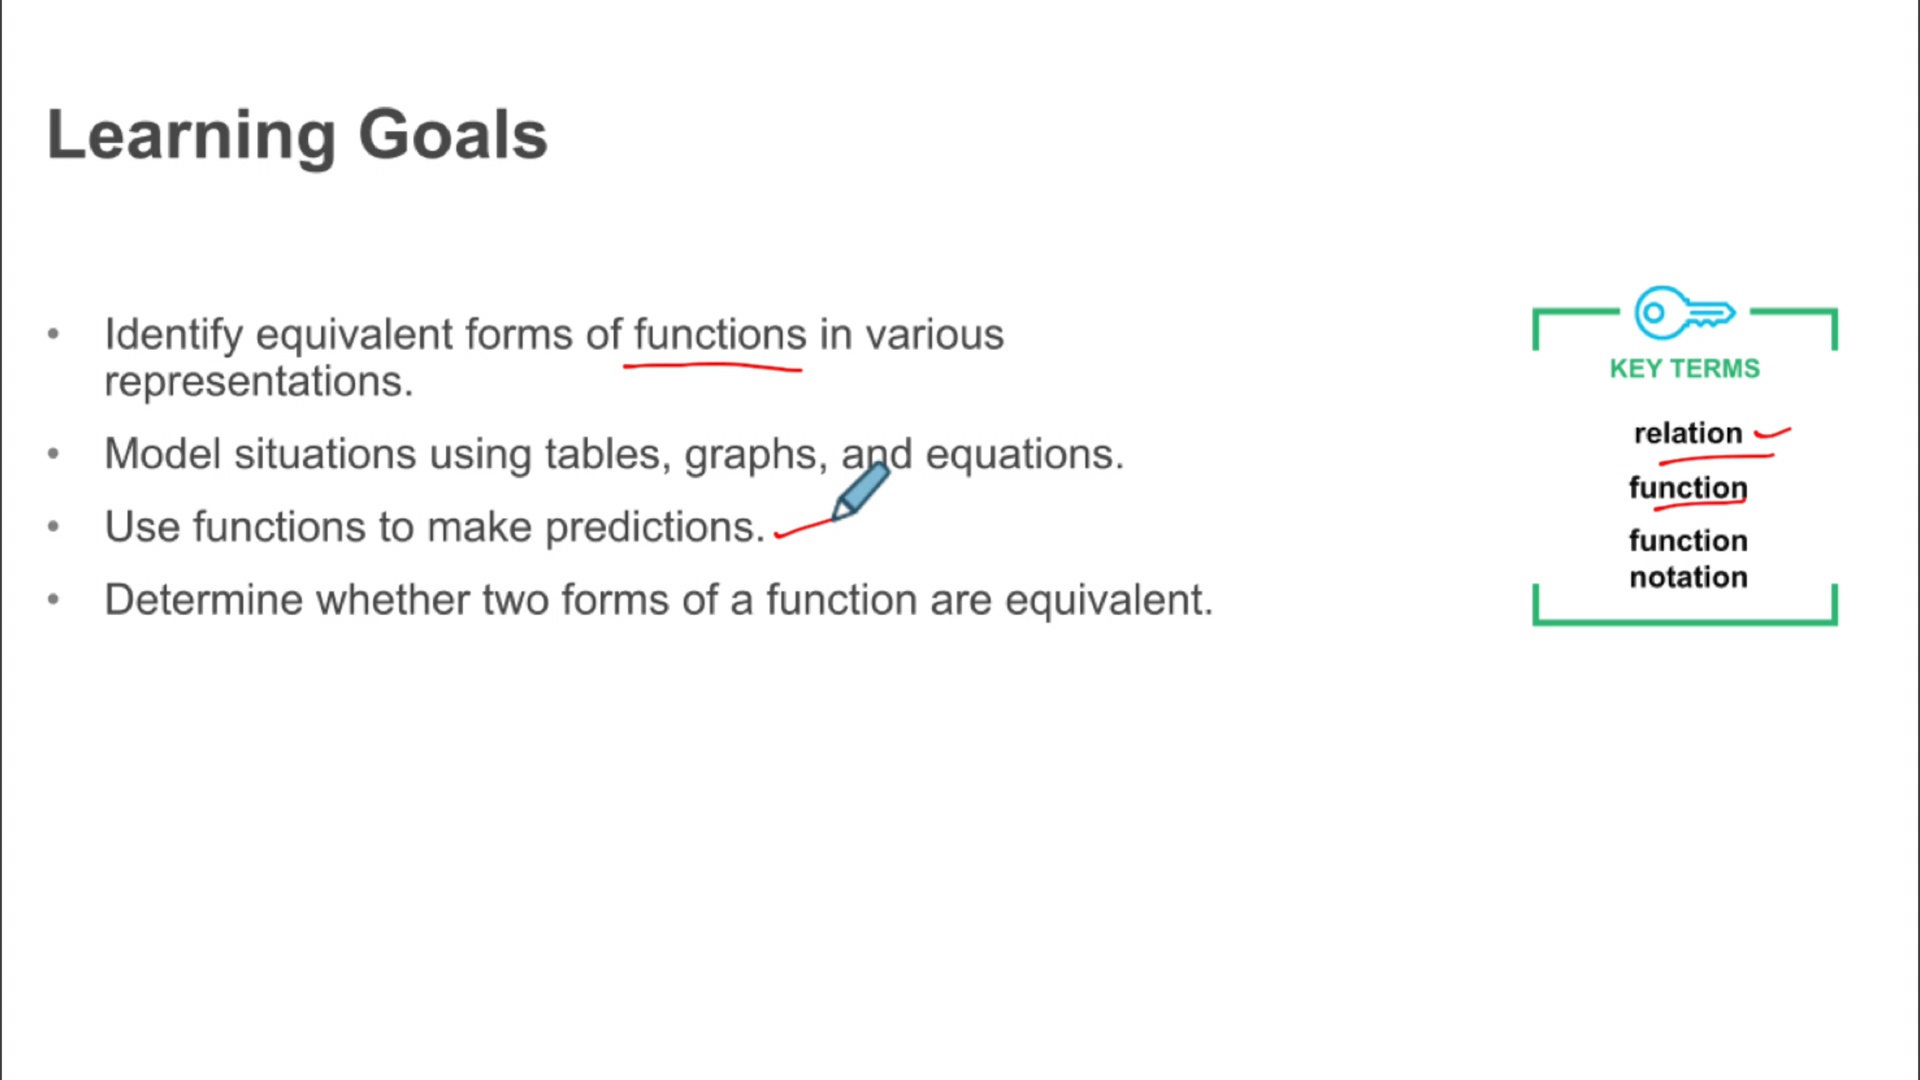 Learning Goals
• Identify equivalent forms of functions in various
representations.
• Model situations using tables, graphs, and equations.
• Use functions to make predictions.
• Determine whether two forms of a function are equivalent.
KEY TERMS
relation
function
function
notation